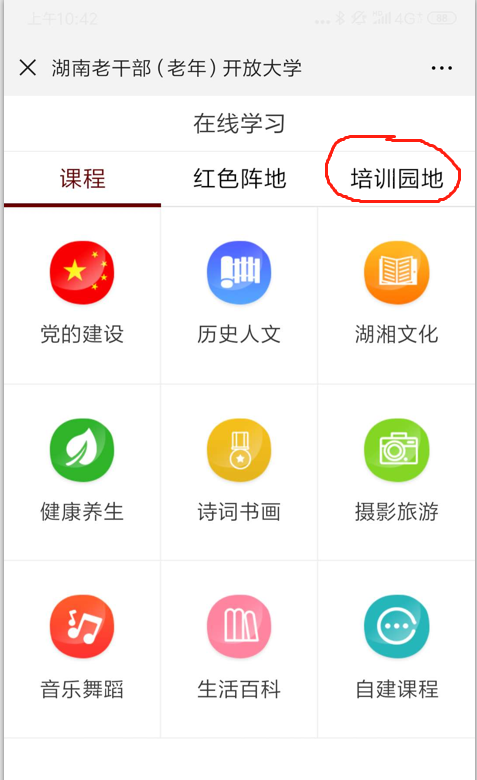 上午10:42
4G+
湖南老干部（老年）开放大学
在线学习
课程 红色阵地 培训园地
党的建设 历史人文 湖湘文化
健康养生 诗词书画 摄影旅游
音乐舞蹈 生活百科 自建课程